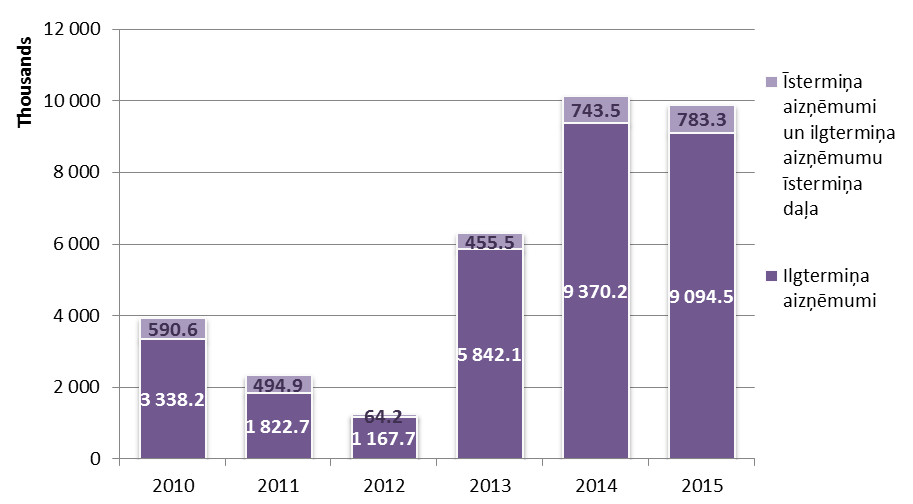 Thousands
12 000
10 000
8 000
6 000
4 000
2 000
0
590.6
3 338.2
494.9
1 822.7
64.2
1 167.7
455.5
5 842.1
743.5
9 370.2
783.3
9 094.5
2010 2011 2012 2013 2014 2015
Īstermiņa
aizņēmumi
un ilgtermiņa
aizņēmumu
īstermiņa
daļa
Ilgtermiņa
aizņēmumi